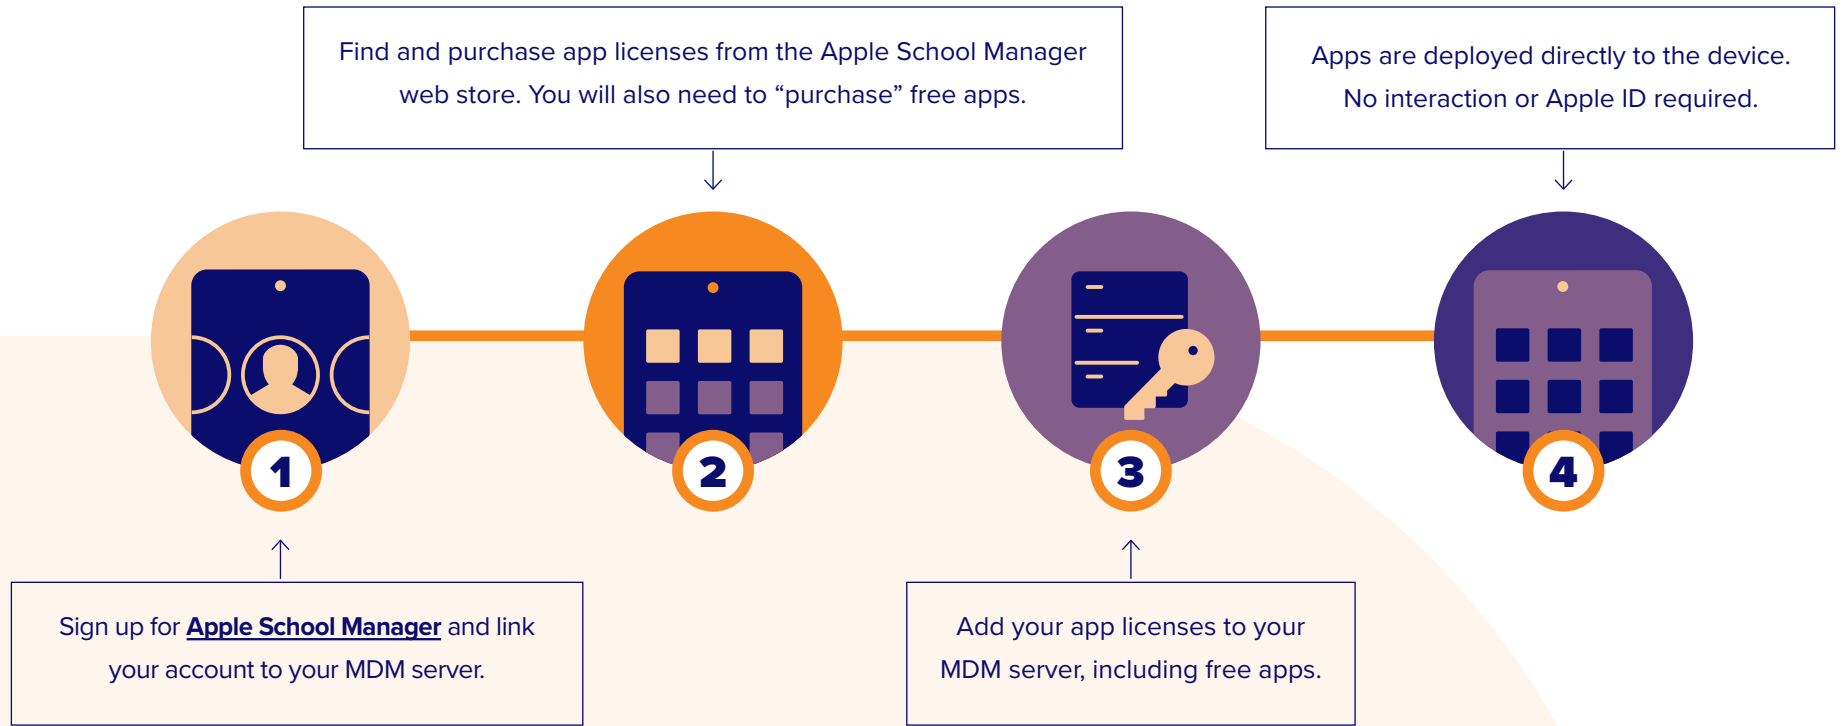 Find and purchase app licenses from the Apple School Manager
web store. You will also need to “purchase” free apps.
Apps are deployed directly to the device.
No interaction or Apple ID required.
1
2
3
4
Sign up for Apple School Manager and link
your account to your MDM server.
Add your app licenses to your
MDM server, including free apps.